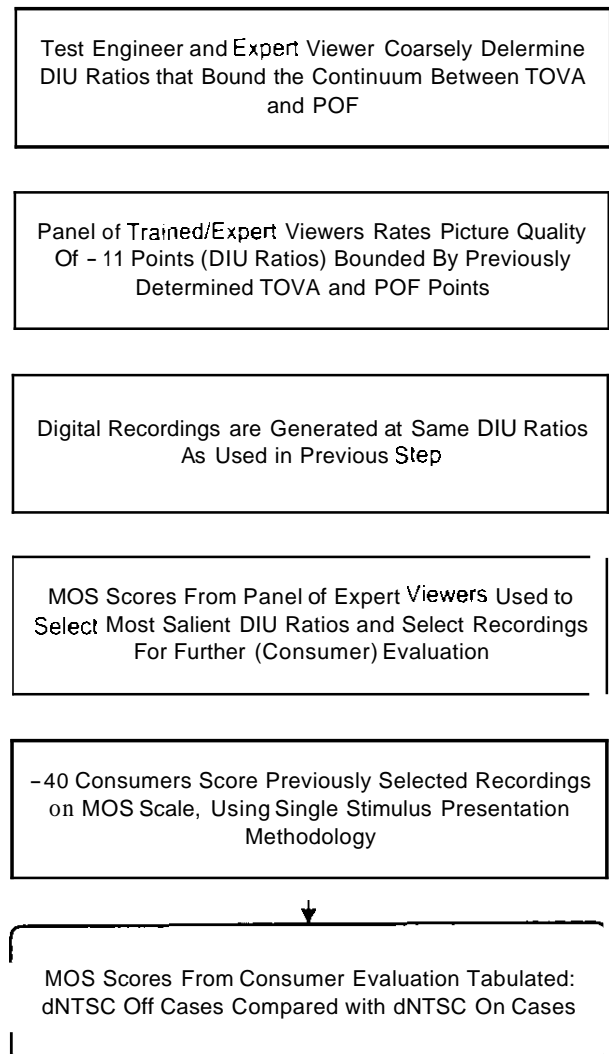 Test Engineer and Expert Viewer Coarsely Delermine
DIU Ratios that Bound the Continuum Between TOVA
and POF
Panel of Trained/Expert Viewers Rates Picture Quality
Of – 11 Points (DIU Ratios) Bounded By Previously
Determined TOVA and POF Points
Digital Recordings are Generated at Same DIU Ratios
As Used in Previous Step
MOS Scores From Panel of Expert Viewers Used to
Select Most Salient DIU Ratios and Select Recordings
For Further (Consumer) Evaluation
–40 Consumers Score Previously Selected Recordings
on MOS Scale, Using Single Stimulus Presentation
Methodology
MOS Scores From Consumer Evaluation Tabulated:
dNTSC Off Cases Compared with dNTSC On Cases